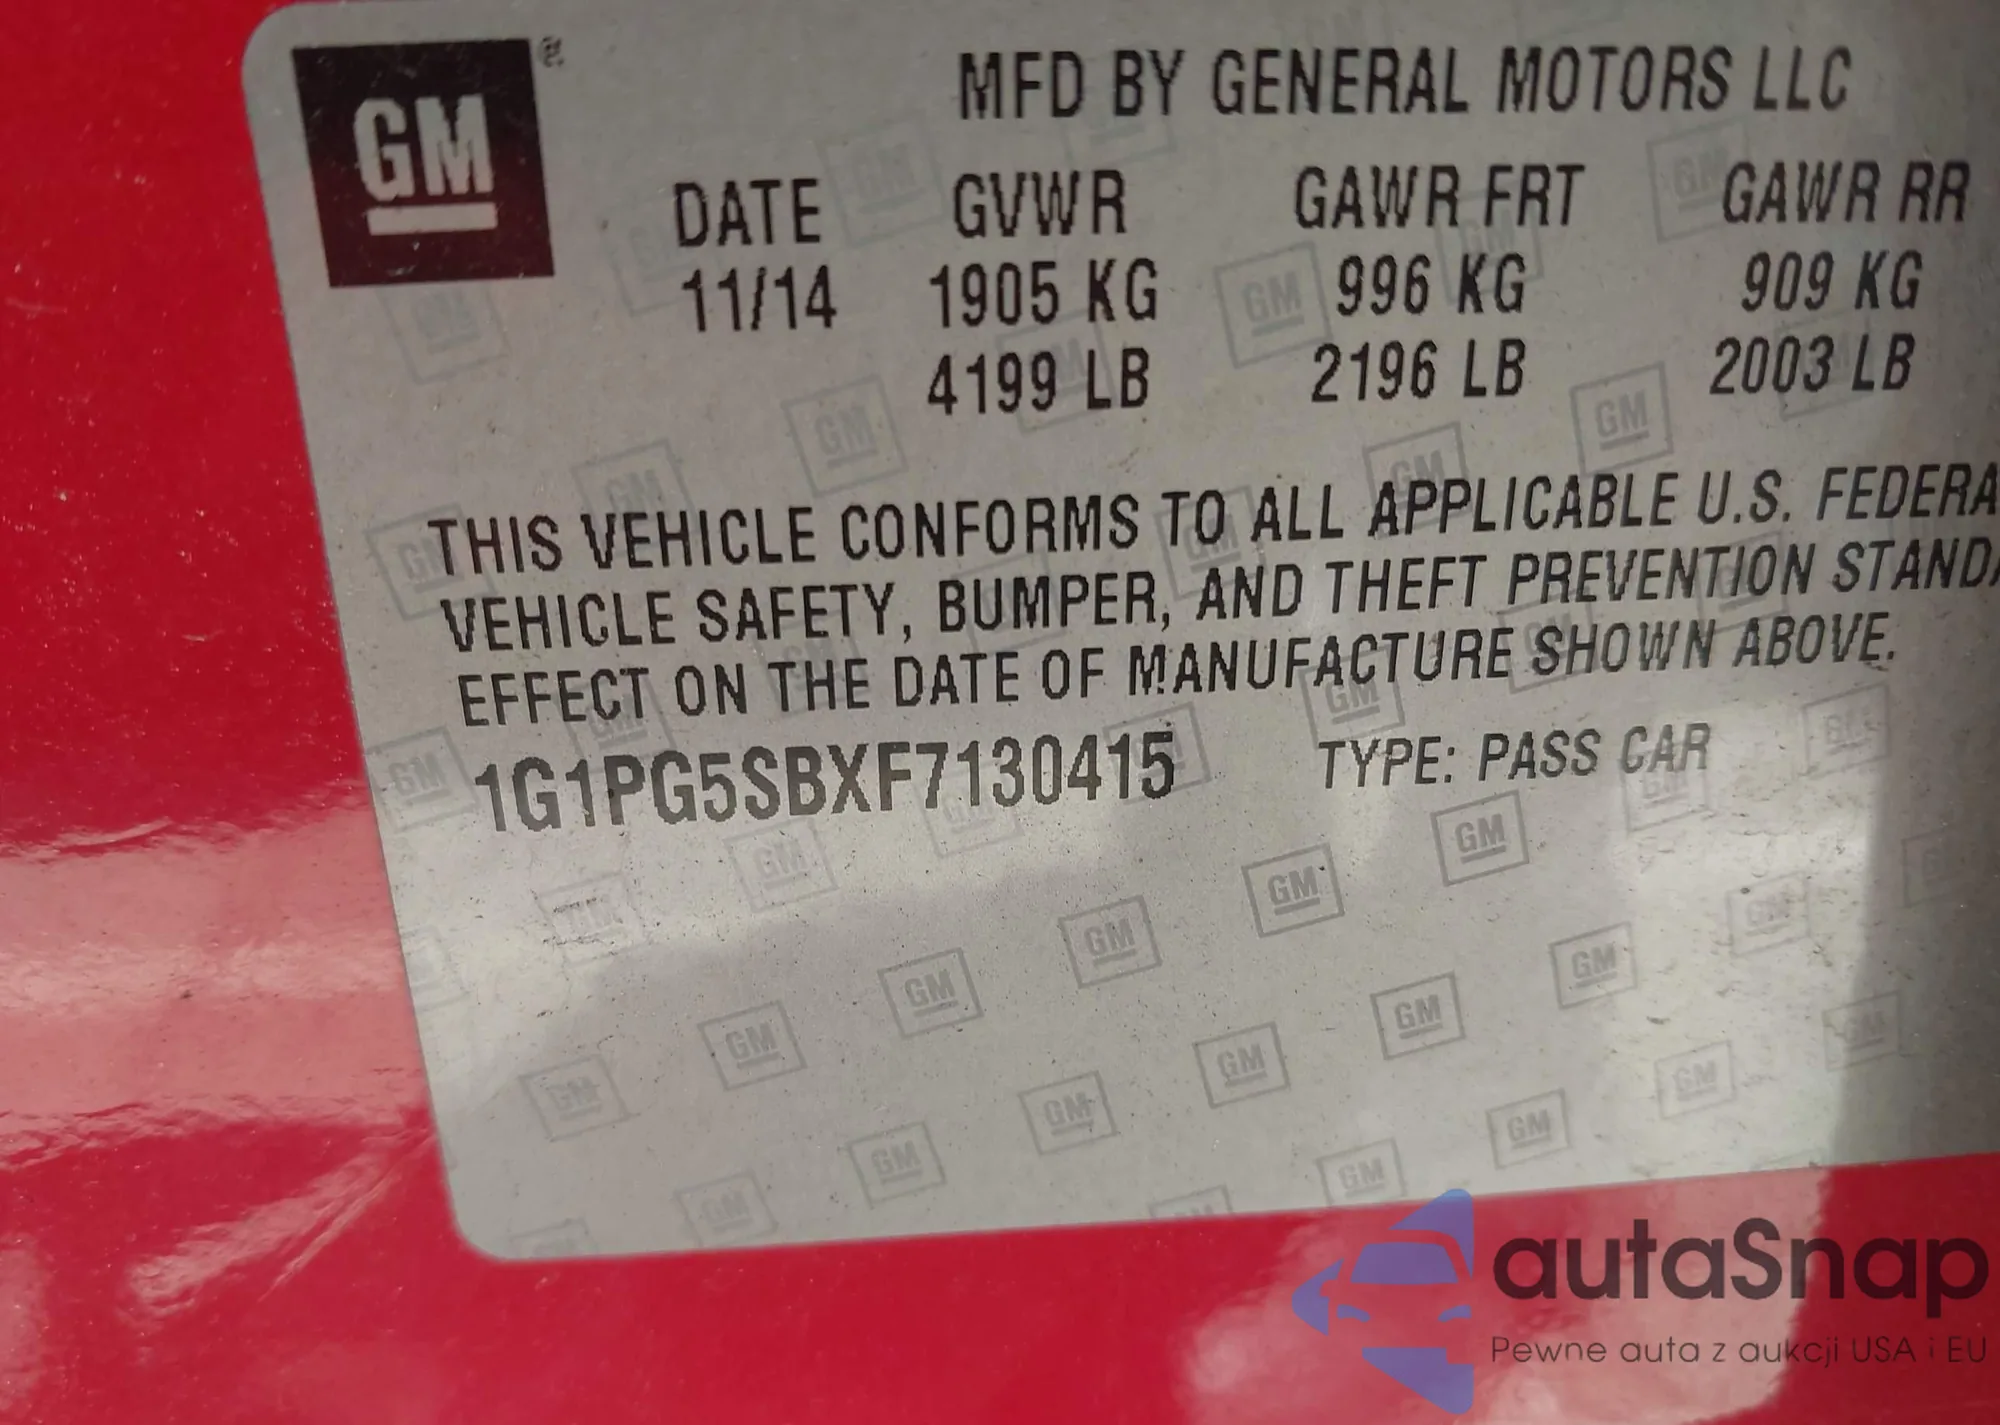 GM ®
MFD BY GENERAL MOTORS LLC
DATE GVWR GAWR FRT GAWR RR
11/14 1905 KG 996 KG 909 KG
4199 LB 2196 LB 2003 LB
THIS VEHICLE CONFORMS TO ALL APPLICABLE U.S. FEDERA
VEHICLE SAFETY, BUMPER, AND THEFT PREVENTION STANDA
EFFECT ON THE DATE OF MANUFACTURE SHOWN ABOVE.
1G1PG5SBXF7130415 TYPE: PASS CAR
autaSnap
Pewne auta z aukcji USA i EU